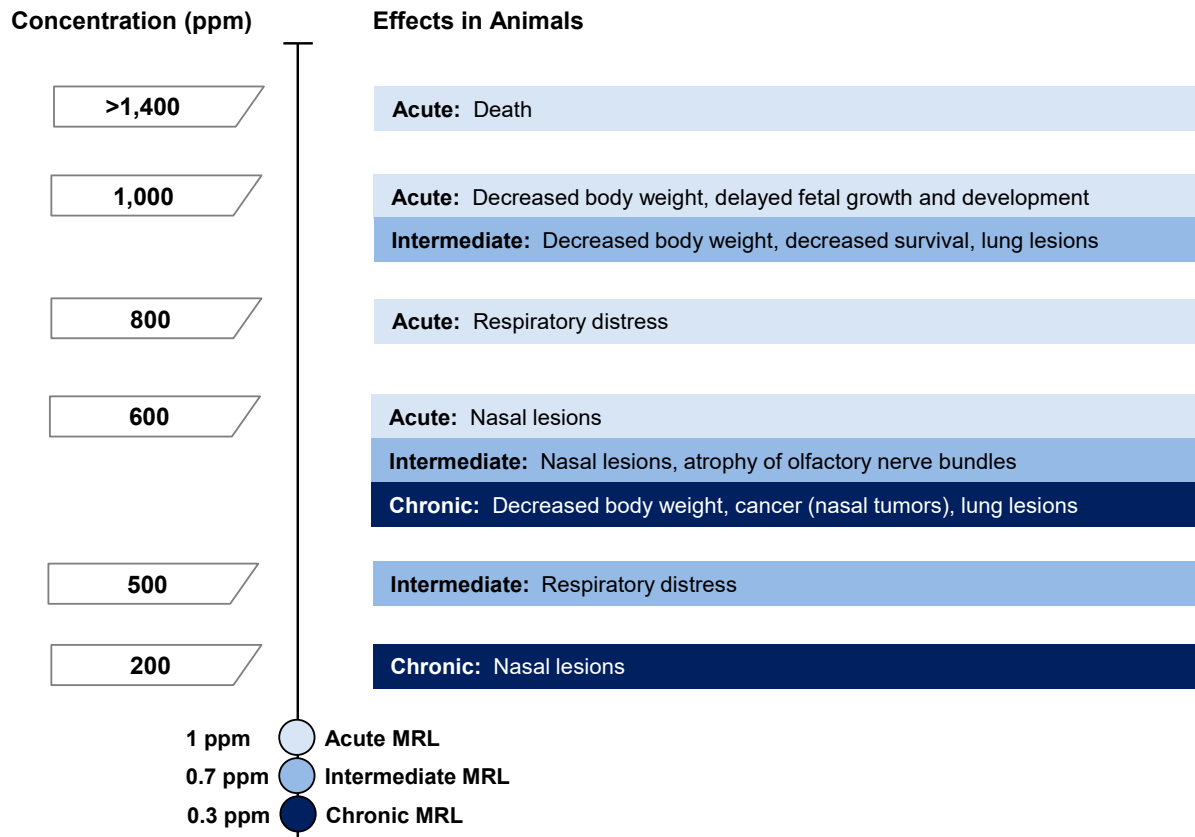 Concentration (ppm) Effects in Animals
>1,400 Acute: Death
1,000 Acute: Decreased body weight, delayed fetal growth and development
Intermediate: Decreased body weight, decreased survival, lung lesions
800 Acute: Respiratory distress
600 Acute: Nasal lesions
Intermediate: Nasal lesions, atrophy of olfactory nerve bundles
Chronic: Decreased body weight, cancer (nasal tumors), lung lesions
500 Intermediate: Respiratory distress
200 Chronic: Nasal lesions
1 ppm Acute MRL
0.7 ppm Intermediate MRL
0.3 ppm Chronic MRL